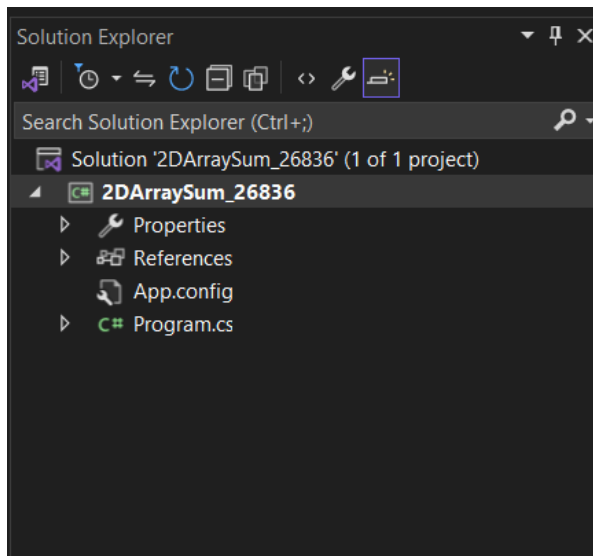 Solution Explorer
Search Solution Explorer (Ctrl+;)
Solution '2DArraySum_26836' (1 of 1 project)
C# 2DArraySum_26836
Properties
References
App.config
C# Program.cs